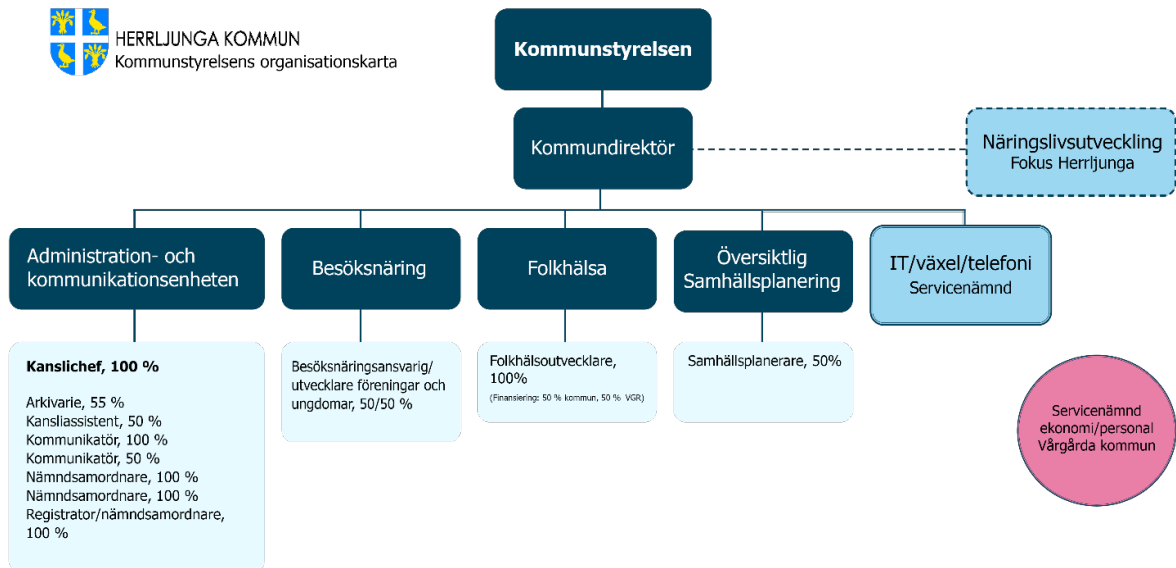 HERRLJUNGA KOMMUN
Kommunstyrelsens organisationskarta
Kommunstyrelsen
Kommundirektör
Näringslivsutveckling
Fokus Herrljunga
Administration- och
kommunikationsenheten
Besöksnäring
Folkhälsa
Översiktlig
Samhällsplanering
IT/växel/telefoni
Servicenämnd
Kanslichef, 100 %
Arkivarie, 55 %
Kansliassistent, 50 %
Kommunikatör, 100 %
Kommunikatör, 50 %
Nämndsamordnare, 100 %
Nämndsamordnare, 100 %
Registrator/nämndsamordnare,
100 %
Besöksnäringsansvarig/
utvecklare föreningar och
ungdomar, 50/50 %
Folkhälsoutvecklare,
100%
(Finansiering: 50 % kommun, 50 % VGR)
Samhällsplanerare, 50%
Servicenämnd
ekonomi/personal
Vårgårda kommun